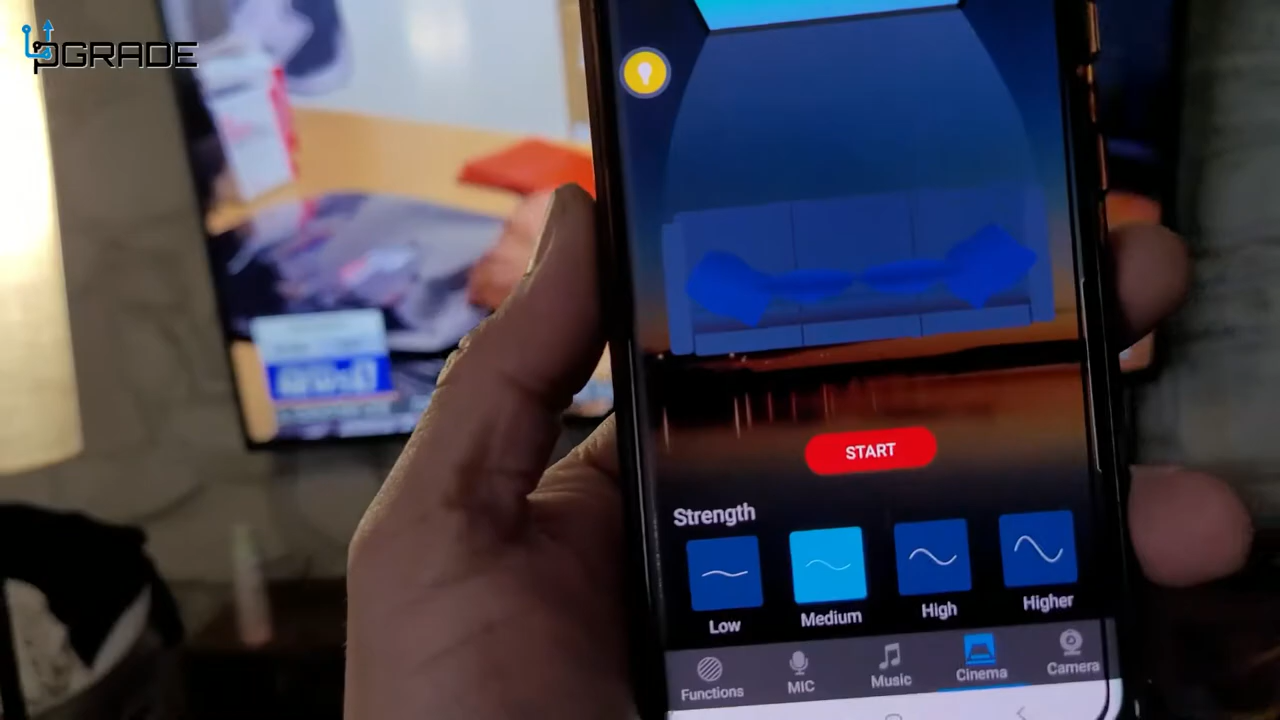 UPGRADE
START
Strength
Low
Medium
High
Higher
Functions
MIC
Music
Cinema
Camera